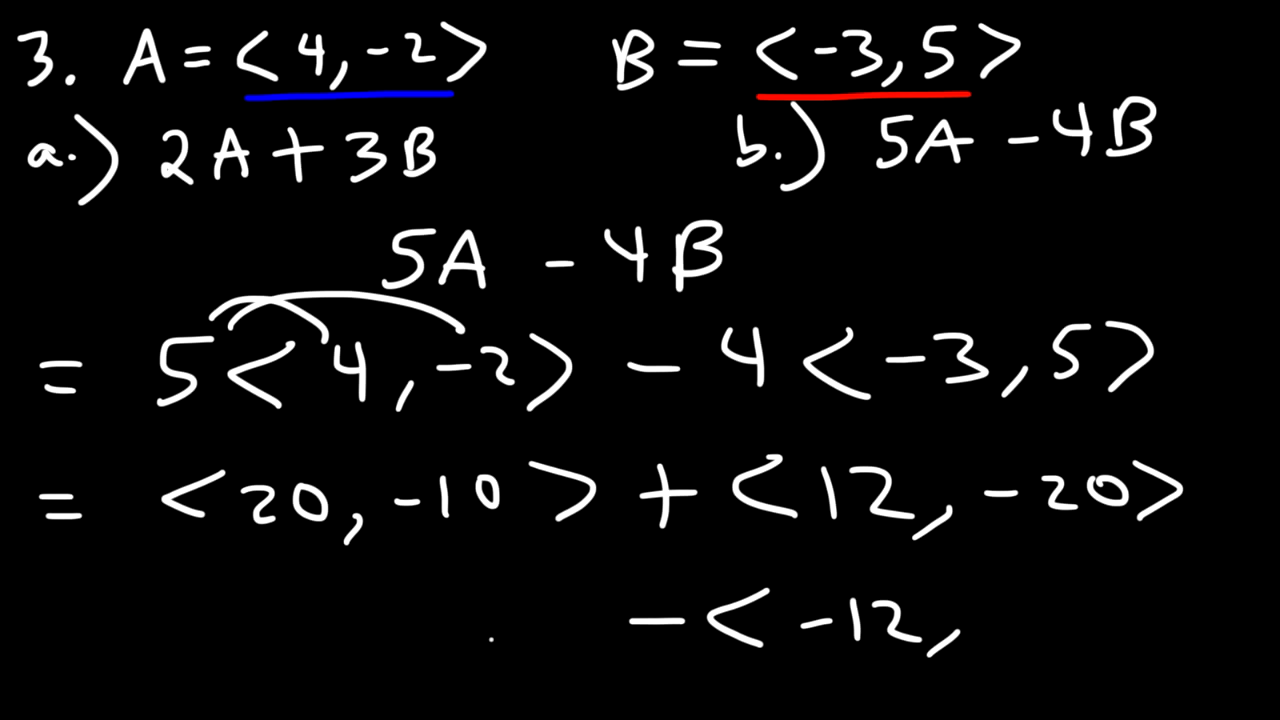 3. A = <4, -2> B = <-3, 5>
a.) 2A + 3B b.) 5A - 4B
5A - 4B
= 5<4, -2> - 4<-3, 5>
= <20, -10> + <12, -20>
- <-12,